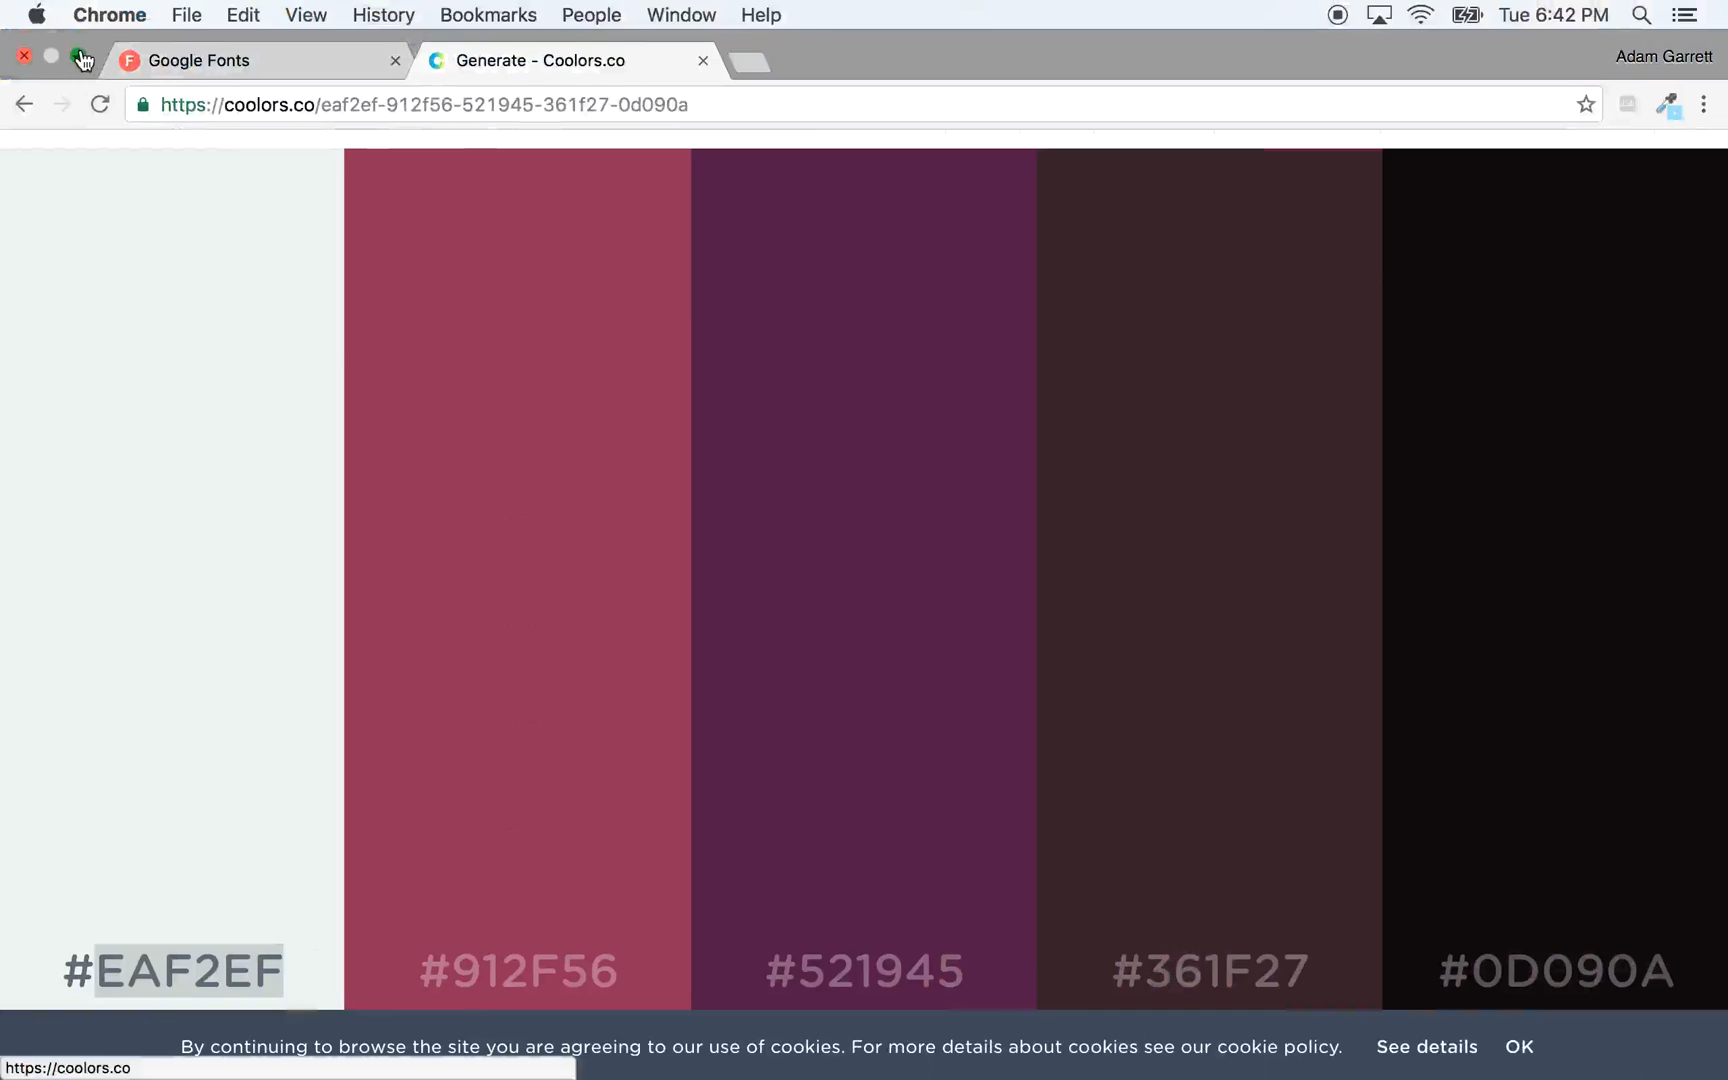 Chrome File Edit View History Bookmarks People Window Help Tue 6:42 PM
Google Fonts Generate - Coolors.co Adam Garrett
https://coolors.co/eaf2ef-912f56-521945-361f27-0d090a
#EAF2EF #912F56 #521945 #361F27 #0D090A
By continuing to browse the site you are agreeing to our use of cookies. For more details about cookies see our cookie policy. See details OK
https://coolors.co